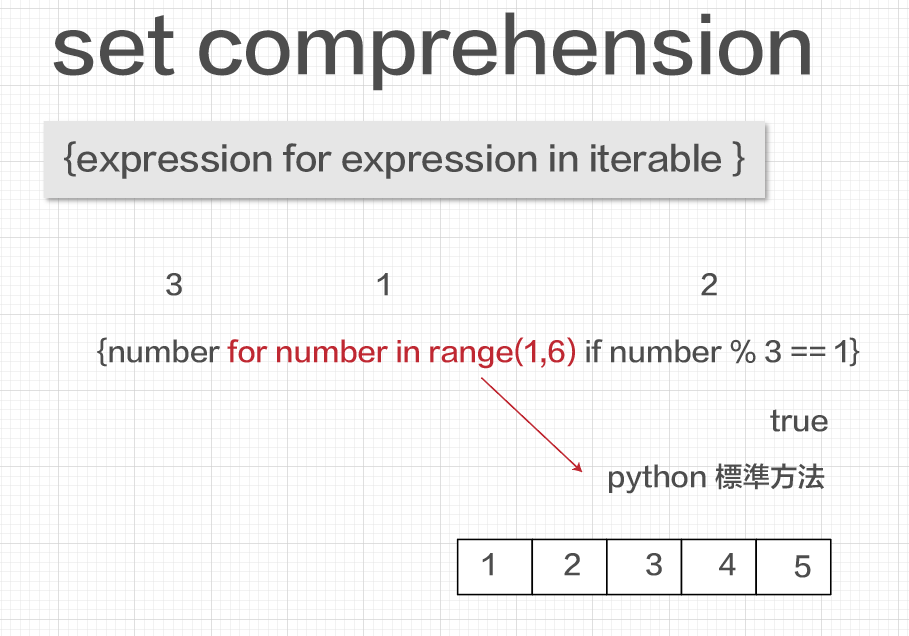 set comprehension
{expression for expression in iterable }
3 1 2
{number for number in range(1,6) if number % 3 == 1}
true
python 標準方法
1 2 3 4 5